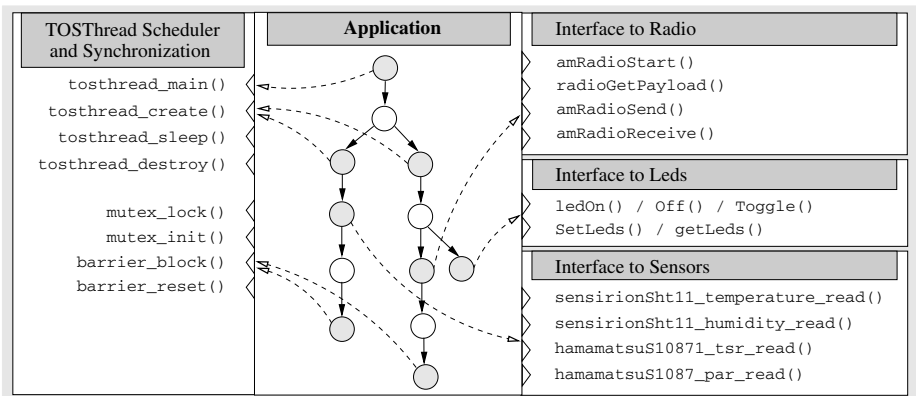 TOSThread Scheduler
and Synchronization
tosthread_main()
tosthread_create()
tosthread_sleep()
tosthread_destroy()
mutex_lock()
mutex_init()
barrier_block()
barrier_reset()
Application
Interface to Radio
amRadioStart()
radioGetPayload()
amRadioSend()
amRadioReceive()
Interface to Leds
ledOn() / Off() / Toggle()
SetLeds() / getLeds()
Interface to Sensors
sensirionSht11_temperature_read()
sensirionSht11_humidity_read()
hamamatsuS10871_tsr_read()
hamamatsuS1087_par_read()